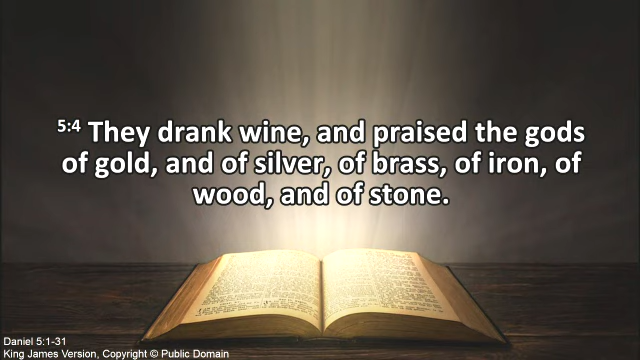 5:4 They drank wine, and praised the gods
of gold, and of silver, of brass, of iron, of
wood, and of stone.
Daniel 5:1-31
King James Version, Copyright © Public Domain